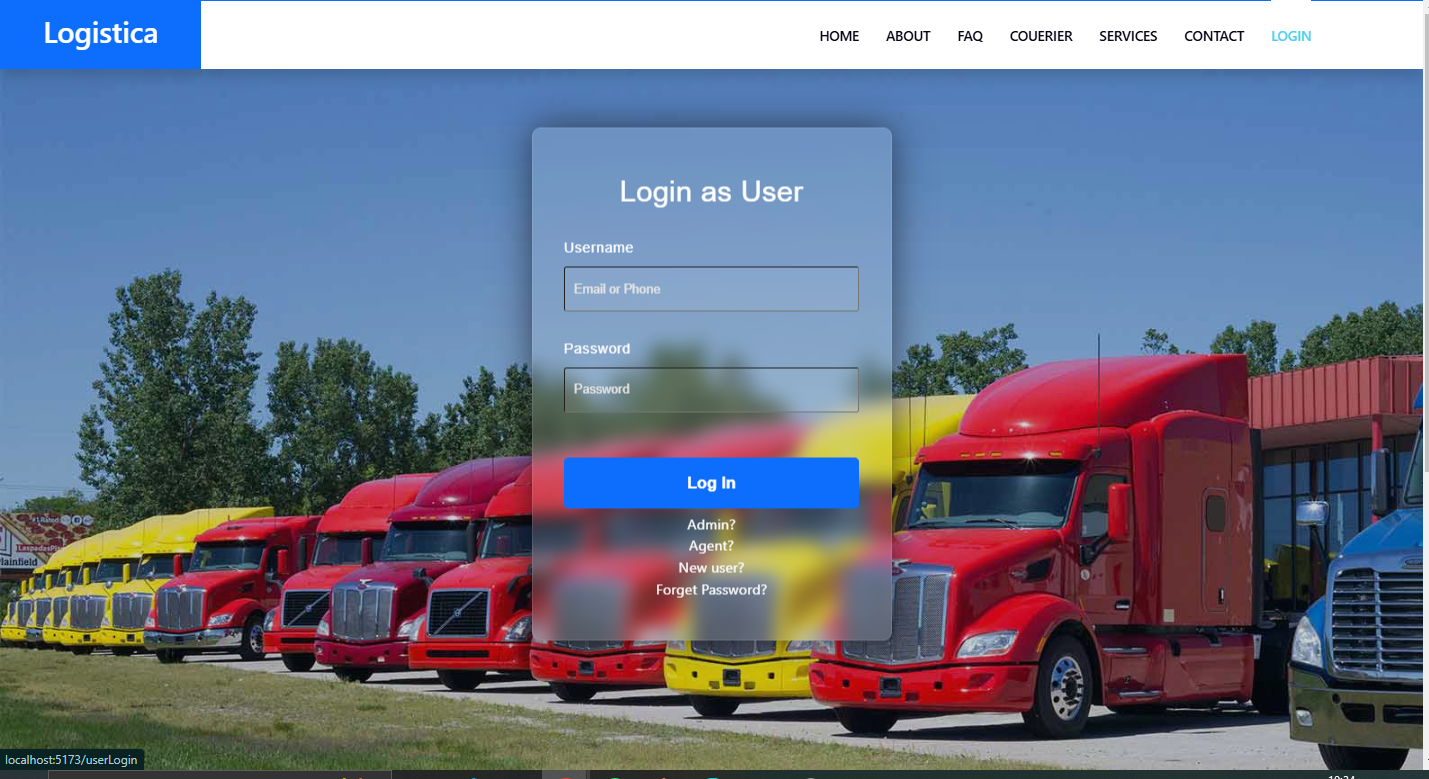 Logistica
HOME ABOUT FAQ COUERIER SERVICES CONTACT LOGIN
Login as User
Username
Email or Phone
Password
Password
Log In
Admin?
Agent?
New user?
Forget Password?
localhost:5173/userLogin